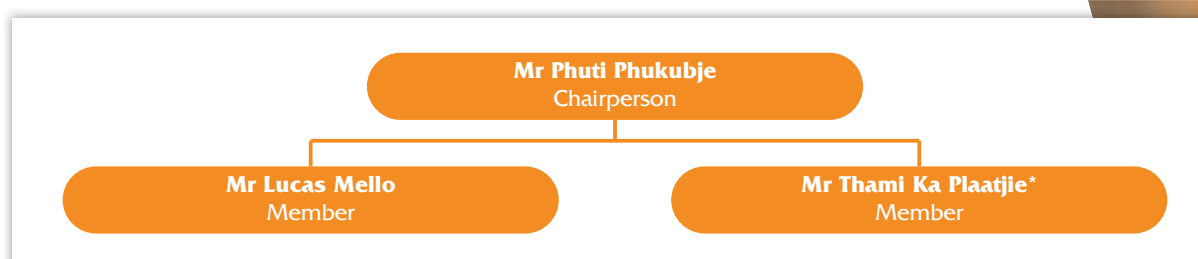 Mr Phuti Phukubje
Chairperson
Mr Lucas Mello
Member
Mr Thami Ka Plaatjie*
Member